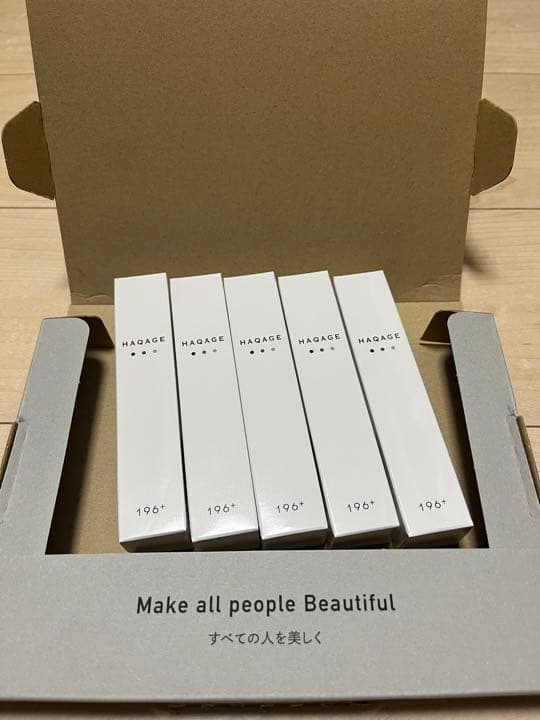 HAQAGE
HAQAGE
HAQAGE
HAQAGE
HAQAGE
196+
196+
196+
196+
196+
Make all people Beautiful
すべての人を美しく